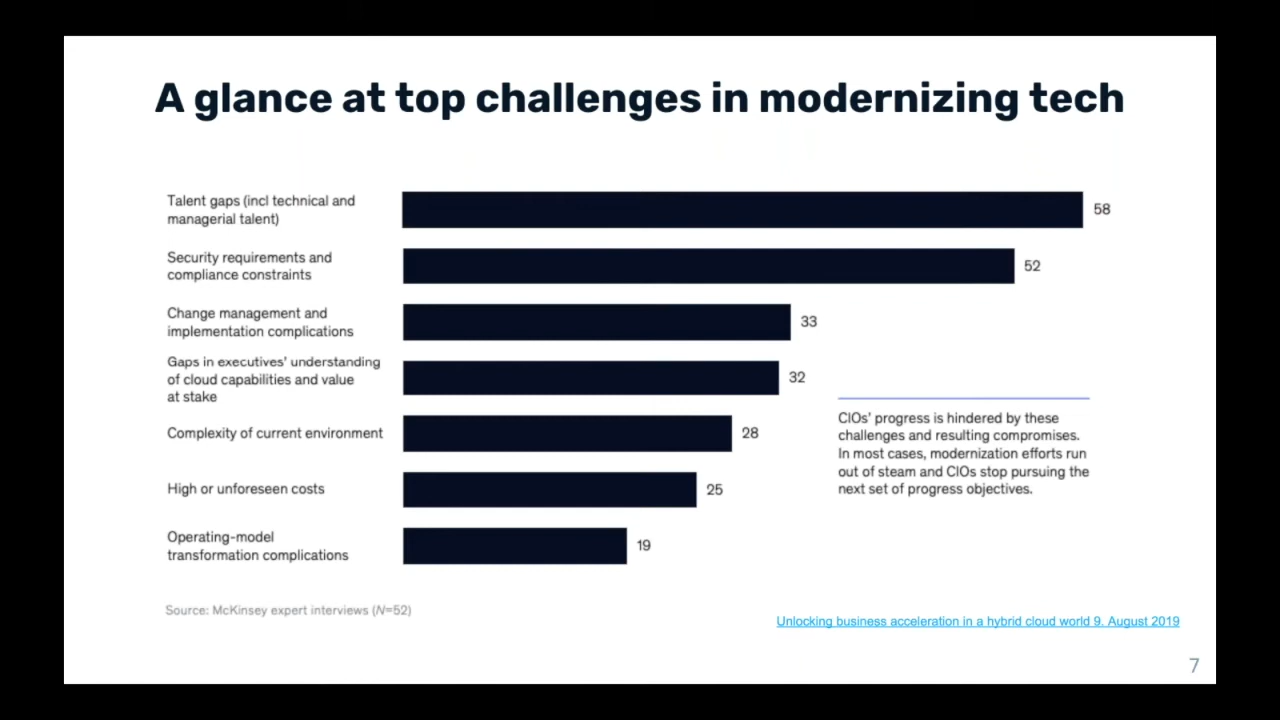 A glance at top challenges in modernizing tech
Talent gaps (incl technical and
managerial talent)
58
Security requirements and
compliance constraints
52
Change management and
implementation complications
33
Gaps in executives' understanding
of cloud capabilities and value
at stake
32
Complexity of current environment
28
High or unforeseen costs
25
Operating-model
transformation complications
19
CIOs' progress is hindered by these
challenges and resulting compromises.
In most cases, modernization efforts run
out of steam and CIOs stop pursuing the
next set of progress objectives.
Source: McKinsey expert interviews (N=52)
Unlocking business acceleration in a hybrid cloud world 9. August 2019
7